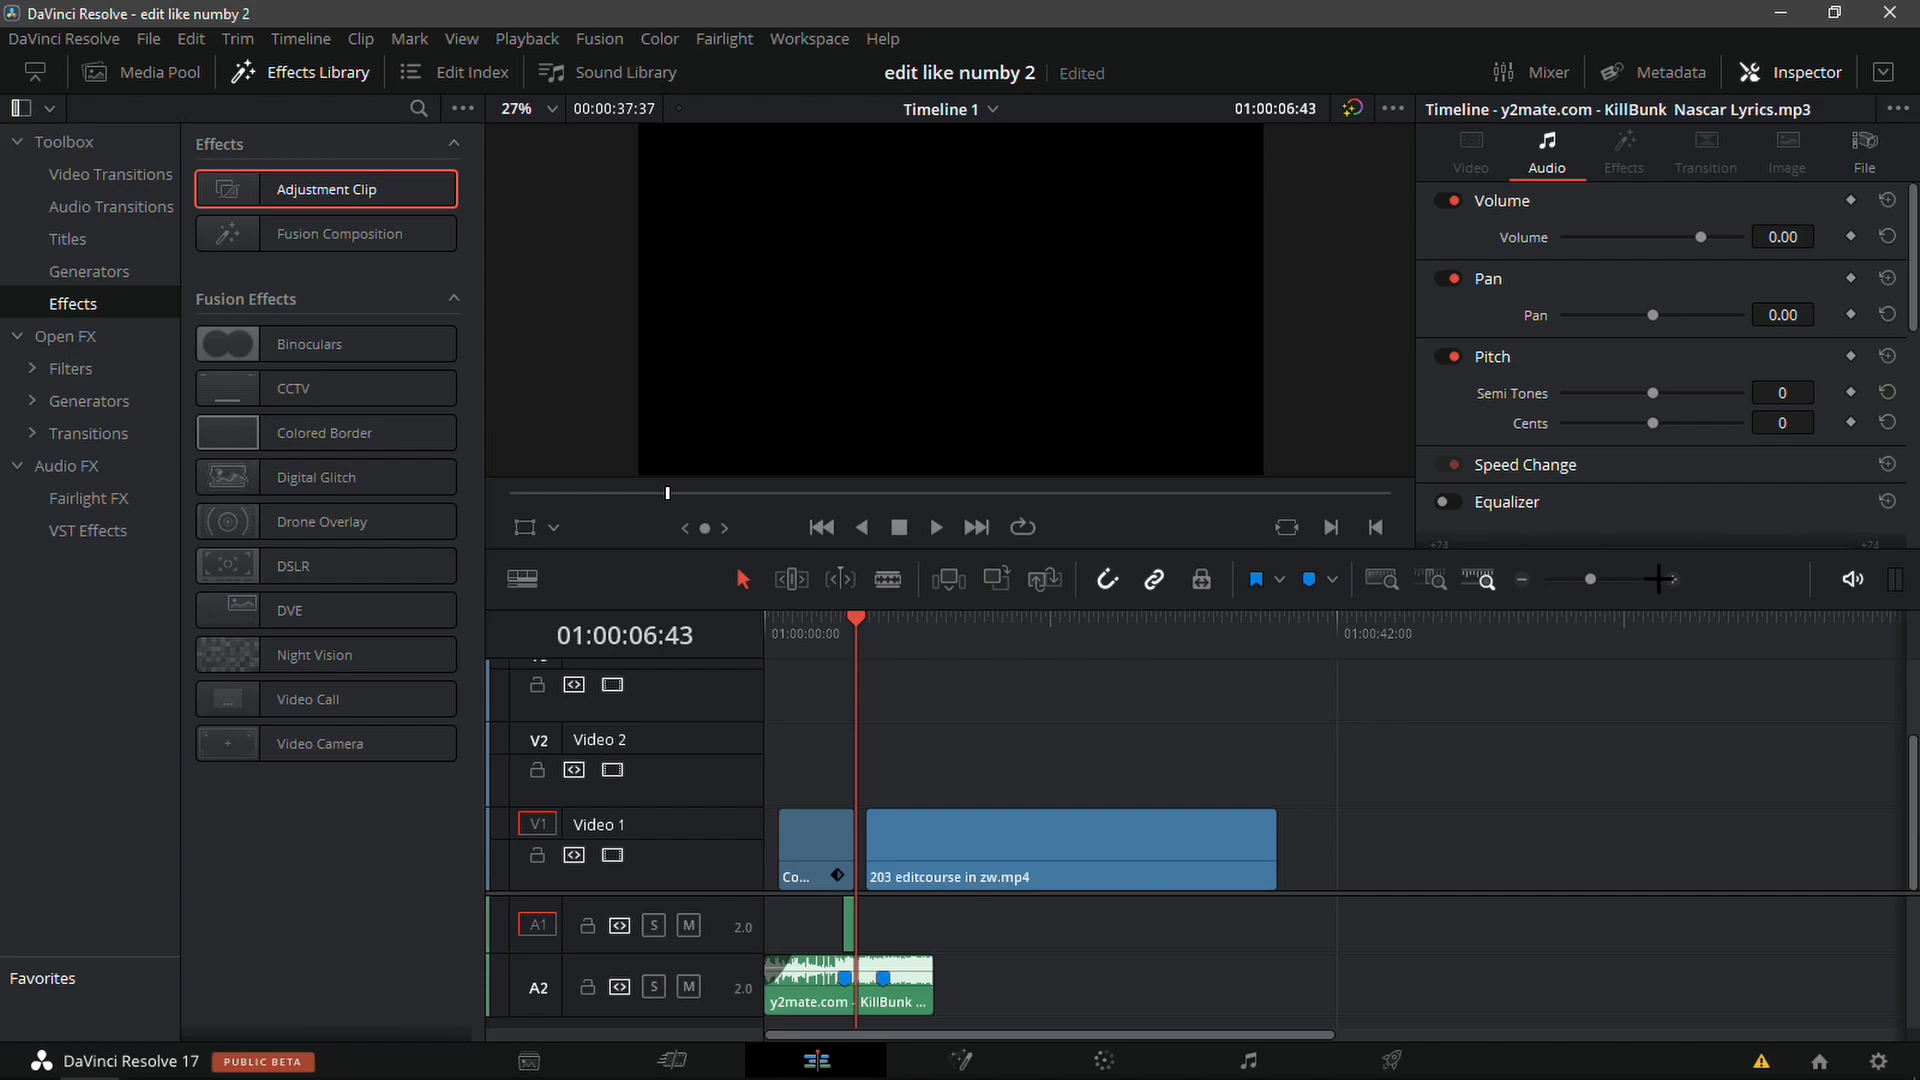 DaVinci Resolve - edit like numby 2
DaVinci Resolve File Edit Trim Timeline Clip Mark View Playback Fusion Color Fairlight Workspace Help
Media Pool Effects Library Edit Index Sound Library edit like numby 2 Edited Mixer Metadata Inspector
27% 00:00:37:37 Timeline 1 01:00:06:43 Timeline - y2mate.com - KillBunk Nascar Lyrics.mp3
Toolbox
Video Transitions
Audio Transitions
Titles
Generators
Effects
Open FX
Filters
Generators
Transitions
Audio FX
Fairlight FX
VST Effects
Favorites
Effects
Adjustment Clip
Fusion Composition
Fusion Effects
Binoculars
CCTV
Colored Border
Digital Glitch
Drone Overlay
DSLR
DVE
Night Vision
Video Call
Video Camera
Video Audio Effects Transition Image File
Volume
Volume 0.00
Pan
Pan 0.00
Pitch
Semi Tones 0
Cents 0
Speed Change
Equalizer
+24 +24
01:00:06:43 01:00:00:00 01:00:42:00
V2 Video 2
V1 Video 1
Co... 203 editcourse in zw.mp4
A1 S M 2.0
A2 S M 2.0
y2mate.com - KillBunk ...
DaVinci Resolve 17 PUBLIC BETA